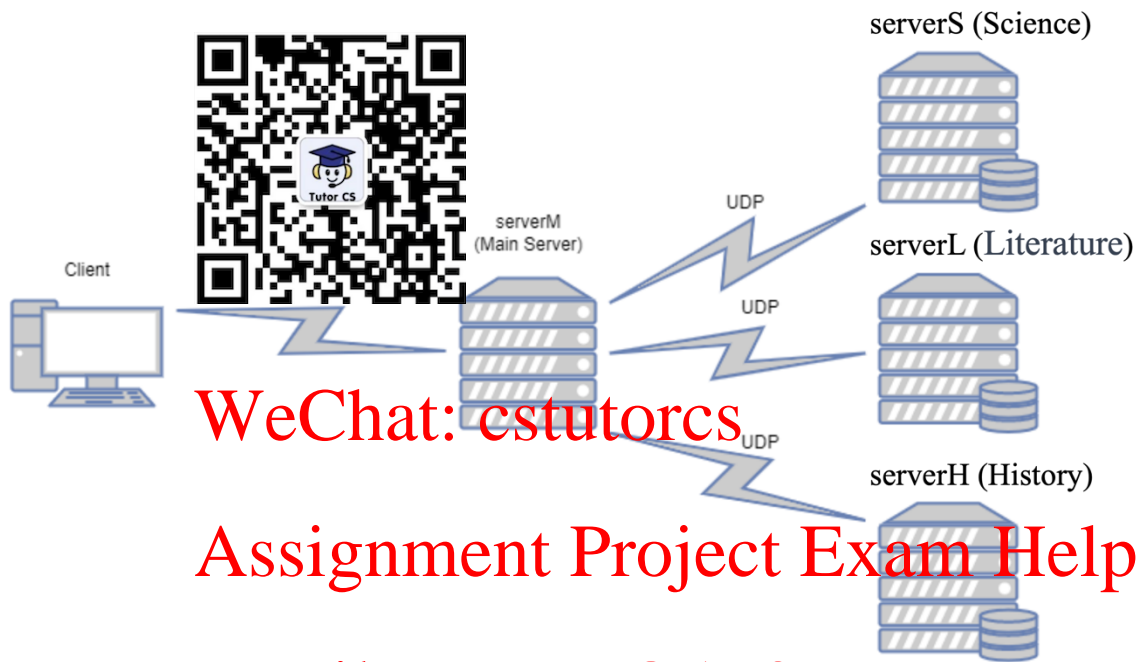 serverS (Science)
Tutor CS
UDP
serverM
(Main Server)
serverL (Literature)
Client
UDP
WeChat: cstutorcs
UDP
serverH (History)
Assignment Project Exam Help